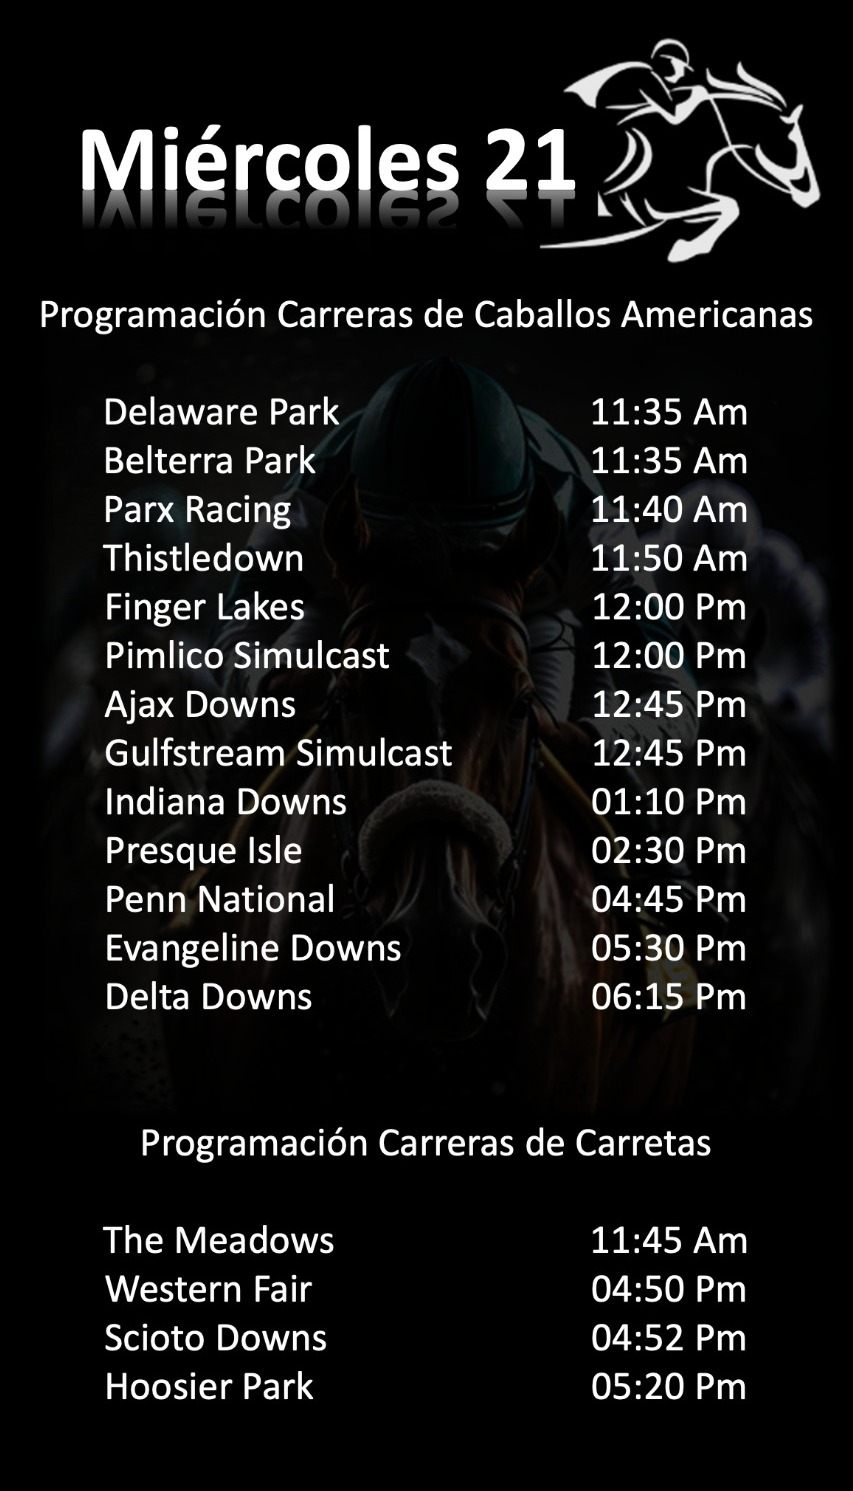 Miércoles 21
Programación Carreras de Caballos Americanas
Delaware Park 11:35 Am
Belterra Park 11:35 Am
Parx Racing 11:40 Am
Thistledown 11:50 Am
Finger Lakes 12:00 Pm
Pimlico Simulcast 12:00 Pm
Ajax Downs 12:45 Pm
Gulfstream Simulcast 12:45 Pm
Indiana Downs 01:10 Pm
Presque Isle 02:30 Pm
Penn National 04:45 Pm
Evangeline Downs 05:30 Pm
Delta Downs 06:15 Pm
Programación Carreras de Carretas
The Meadows 11:45 Am
Western Fair 04:50 Pm
Scioto Downs 04:52 Pm
Hoosier Park 05:20 Pm